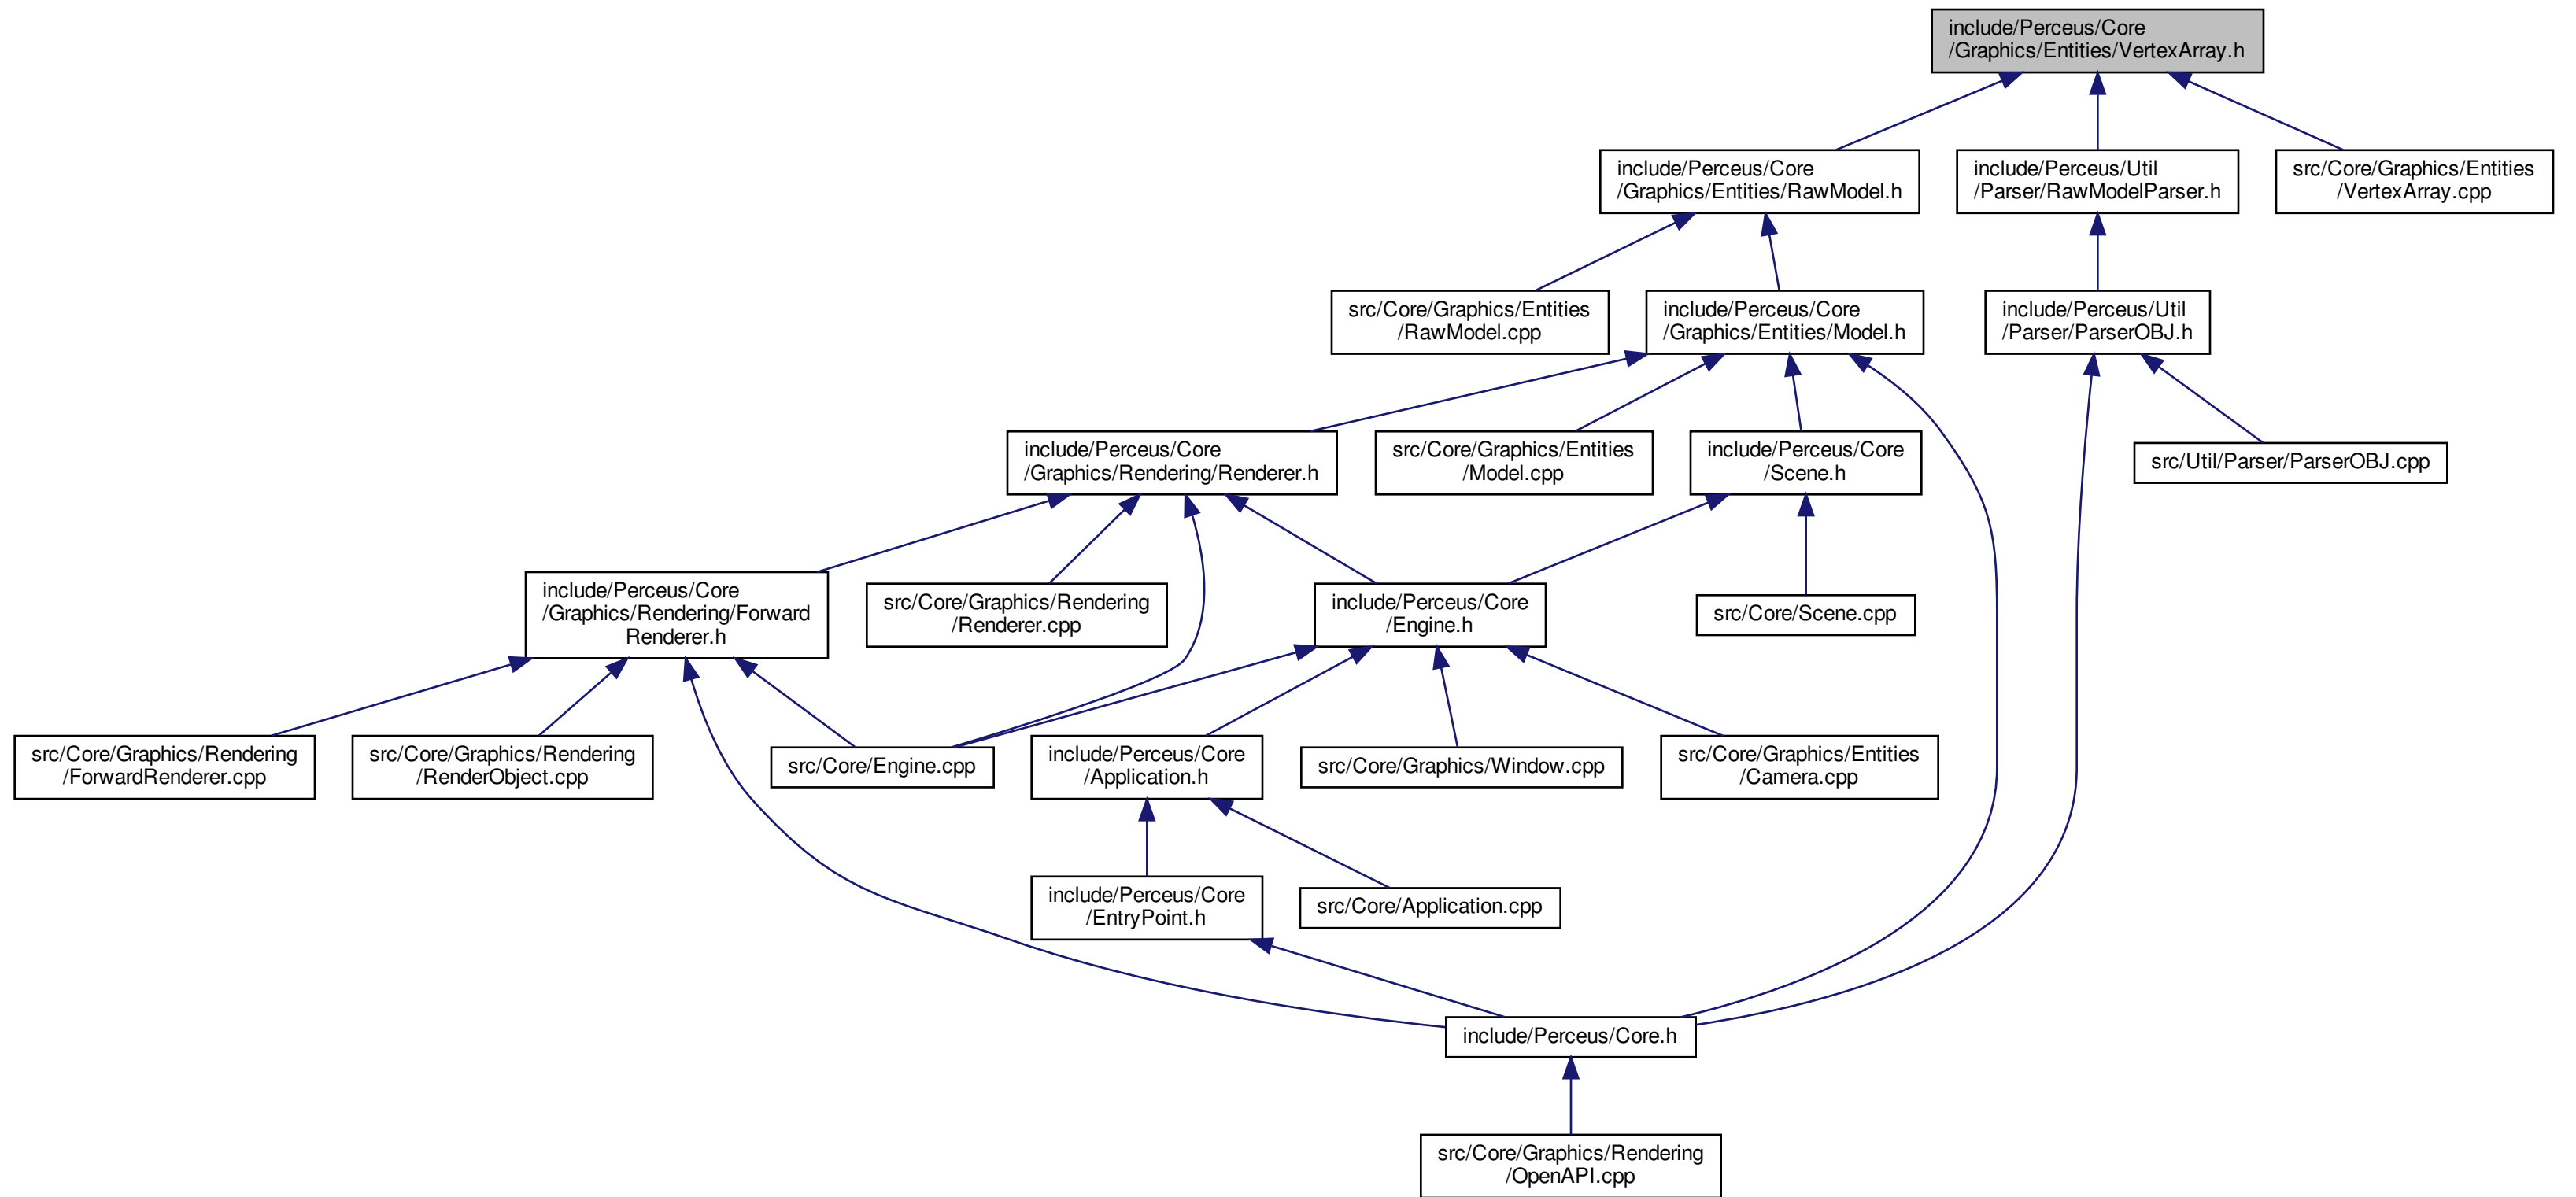 include/Perceus/Core
/Graphics/Entities/VertexArray.h
include/Perceus/Core
/Graphics/Entities/RawModel.h
include/Perceus/Util
/Parser/RawModelParser.h
src/Core/Graphics/Entities
/VertexArray.cpp
src/Core/Graphics/Entities
/RawModel.cpp
include/Perceus/Core
/Graphics/Entities/Model.h
include/Perceus/Util
/Parser/ParserOBJ.h
include/Perceus/Core
/Graphics/Rendering/Renderer.h
src/Core/Graphics/Entities
/Model.cpp
include/Perceus/Core
/Scene.h
src/Util/Parser/ParserOBJ.cpp
include/Perceus/Core
/Graphics/Rendering/Forward
Renderer.h
src/Core/Graphics/Rendering
/Renderer.cpp
include/Perceus/Core
/Engine.h
src/Core/Scene.cpp
src/Core/Graphics/Rendering
/ForwardRenderer.cpp
src/Core/Graphics/Rendering
/RenderObject.cpp
src/Core/Engine.cpp
include/Perceus/Core
/Application.h
src/Core/Graphics/Window.cpp
src/Core/Graphics/Entities
/Camera.cpp
include/Perceus/Core
/EntryPoint.h
src/Core/Application.cpp
include/Perceus/Core.h
src/Core/Graphics/Rendering
/OpenAPI.cpp